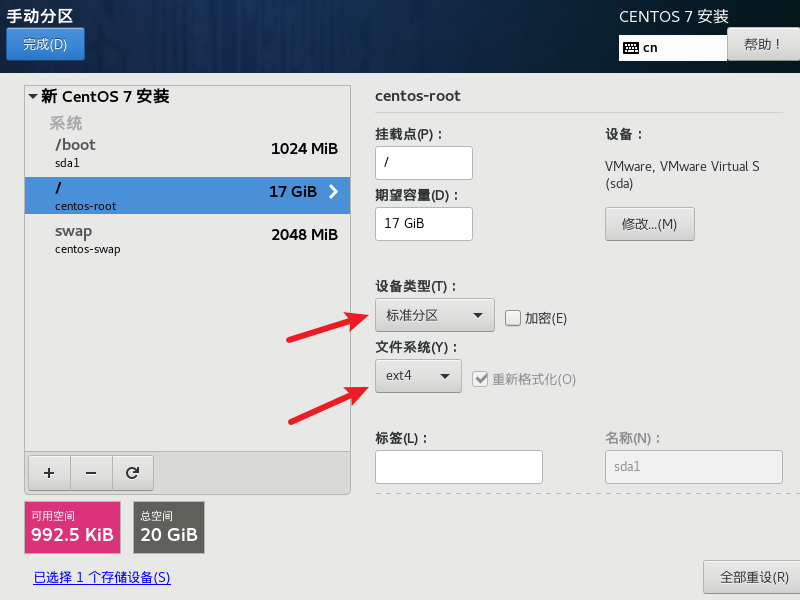 手动分区
CENTOS 7 安装
完成(D)
cn
帮助！
新 CentOS 7 安装
系统
/boot
1024 MiB
sda1
/
17 GiB
centos-root
swap
2048 MiB
centos-swap
centos-root
挂载点(P)：
/
期望容量(D)：
17 GiB
设备：
VMware, VMware Virtual S
(sda)
修改...(M)
设备类型(T)：
标准分区
加密(E)
文件系统(Y)：
ext4
重新格式化(O)
标签(L)：
名称(N)：
sda1
可用空间
992.5 KiB
总空间
20 GiB
已选择 1 个存储设备(S)
全部重设(R)